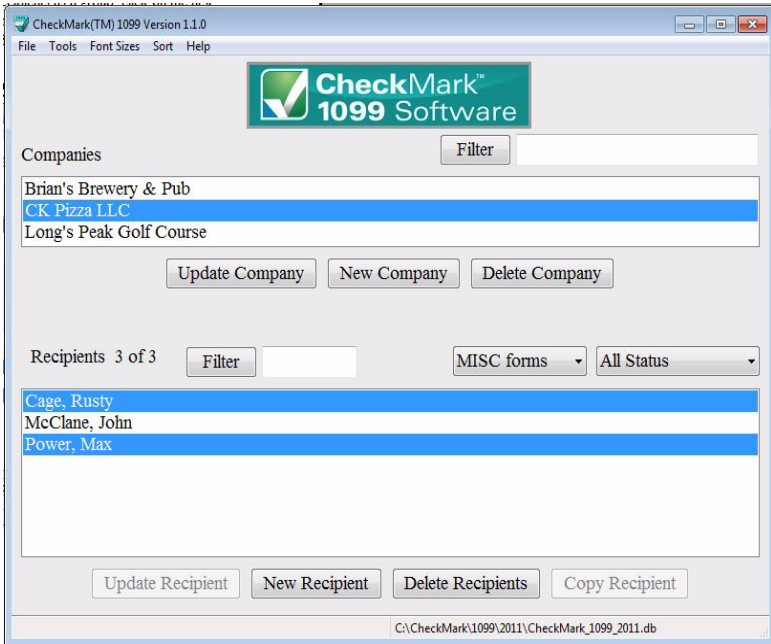 CheckMark(TM) 1099 Version 1.1.0
File Tools Font Sizes Sort Help
CheckMark™
1099 Software
Companies
Filter
Brian's Brewery & Pub
CK Pizza LLC
Long's Peak Golf Course
Update Company New Company Delete Company
Recipients 3 of 3 Filter MISC forms All Status
Cage, Rusty
McClane, John
Power, Max
Update Recipient New Recipient Delete Recipients Copy Recipient
C:\CheckMark\1099\2011\CheckMark_1099_2011.db